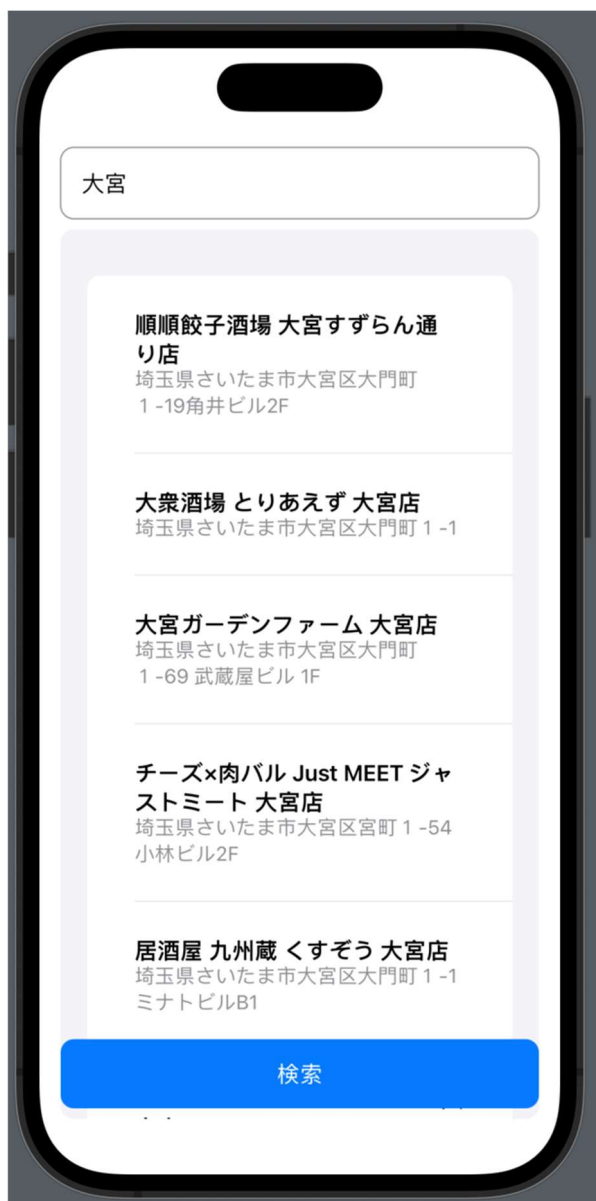 大宮
順順餃子酒場 大宮すずらん通
り店
埼玉県さいたま市大宮区大門町
１-19角井ビル2F
大衆酒場 とりあえず 大宮店
埼玉県さいたま市大宮区大門町１-1
大宮ガーデンファーム 大宮店
埼玉県さいたま市大宮区大門町
１-69 武蔵屋ビル 1F
チーズ×肉バル Just MEET ジャ
ストミート 大宮店
埼玉県さいたま市大宮区宮町１-54
小林ビル2F
居酒屋 九州蔵 くすぞう 大宮店
埼玉県さいたま市大宮区大門町１-1
ミナトビルB1
検索